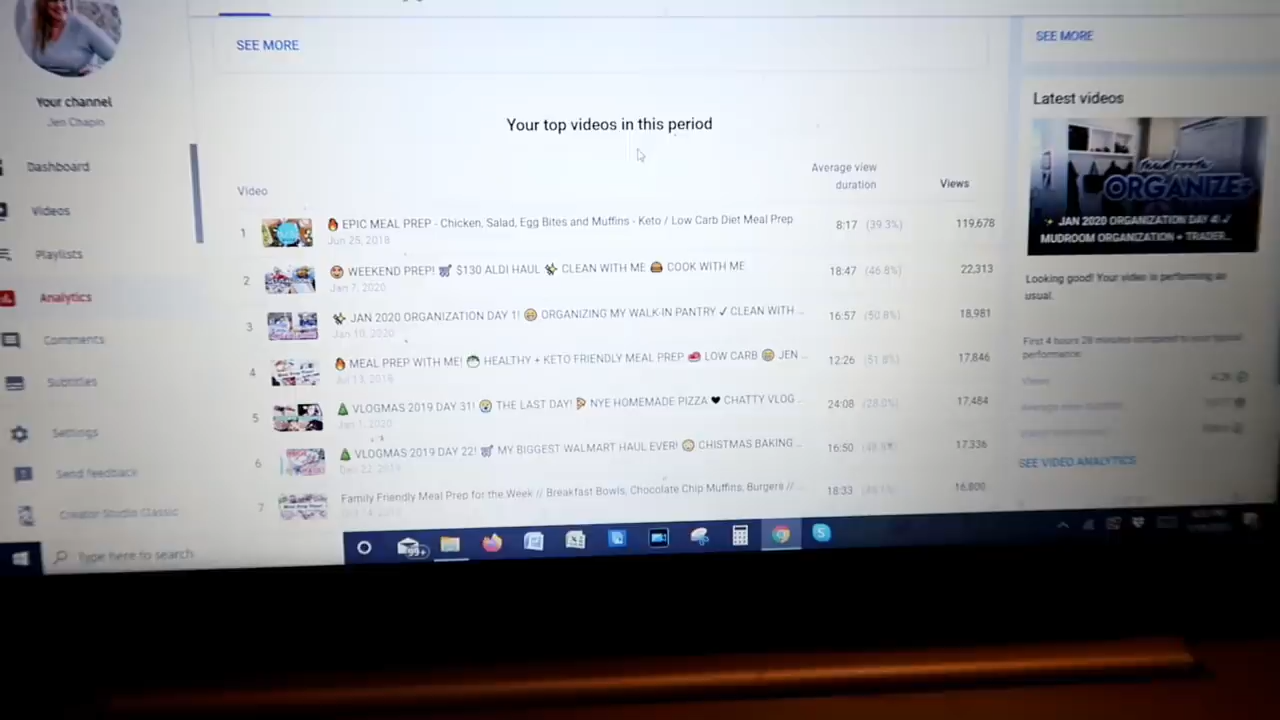 SEE MORE
SEE MORE
Your channel
Jen Chapin
Dashboard
Videos
Playlists
Analytics
Comments
Subtitles
Settings
Send feedback
Creator Studio Classic
Type here to search
Your top videos in this period
Video
Average view
duration
Views
1 🔥 EPIC MEAL PREP - Chicken, Salad, Egg Bites and Muffins - Keto / Low Carb Diet Meal Prep 8:17 (39.3%) 119,678
Jun 25, 2018
2 WEEKEND PREP! $130 ALDI HAUL ✨ CLEAN WITH ME 🍔 COOK WITH ME 18:47 (46.8%) 22,313
Jan 7, 2020
3 ✨ JAN 2020 ORGANIZATION DAY 1! ORGANIZING MY WALK-IN PANTRY ✓ CLEAN WITH ... 16:57 (50.8%) 18,981
Jan 10, 2020
4 🔥 MEAL PREP WITH ME! HEALTHY + KETO FRIENDLY MEAL PREP 🥩 LOW CARB JEN ... 12:26 (51.8%) 17,846
Jul 13, 2018
5 🎄 VLOGMAS 2019 DAY 31! THE LAST DAY! 🍕 NYE HOMEMADE PIZZA ♥ CHATTY VLOG ... 24:08 (28.0%) 17,484
Jan 1, 2020
6 🎄 VLOGMAS 2019 DAY 22! MY BIGGEST WALMART HAUL EVER! CHISTMAS BAKING ... 16:50 17,336
Dec 22, 2019
7 Family Friendly Meal Prep for the Week // Breakfast Bowls, Chocolate Chip Muffins, Burgers // ... 18:33 16,800
99+
Latest videos
mudroom
ORGANIZE
✨ JAN 2020 ORGANIZATION DAY 4! ✓
MUDROOM ORGANIZATION + TRADER...
Looking good! Your video is performing as
usual.
First 4 hours 28 minutes compared to your typical
performance:
Views
Average view duration
SEE VIDEO ANALYTICS